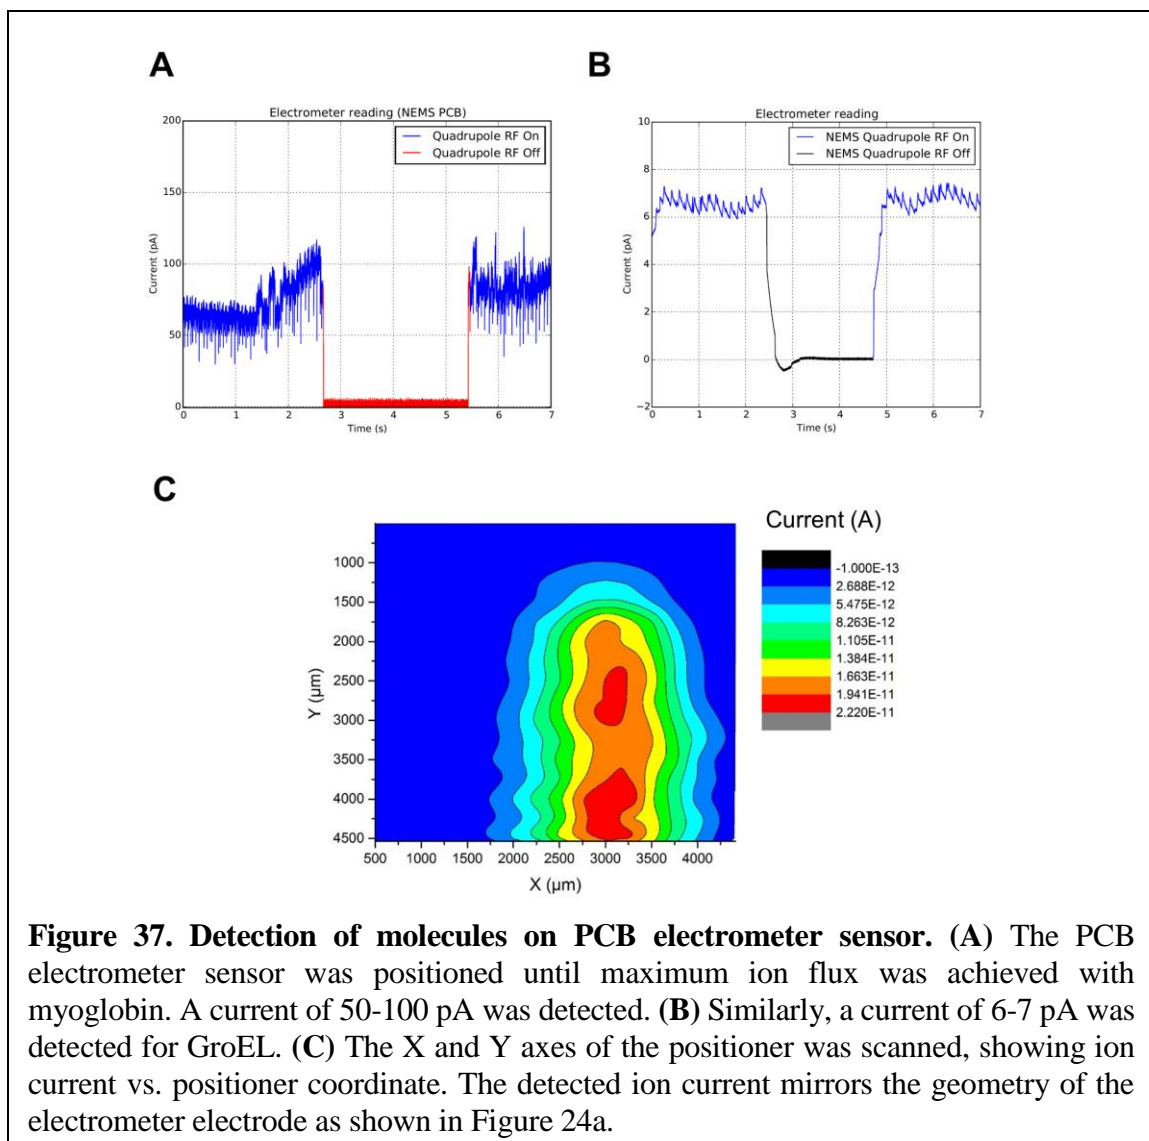 A
Electrometer reading (NEMS PCB)
200
150
100
50
0
Current (pA)
Quadrupole RF On
Quadrupole RF Off
0 1 2 3 4 5 6 7
Time (s)
B
Electrometer reading
10
8
6
4
2
0
−2
Current (pA)
NEMS Quadrupole RF On
NEMS Quadrupole RF Off
0 1 2 3 4 5 6 7
Time (s)
C
1000
1500
2000
2500
3000
3500
4000
4500
Y (µm)
500 1000 1500 2000 2500 3000 3500 4000
X (µm)
Current (A)
-1.000E-13
2.688E-12
5.475E-12
8.263E-12
1.105E-11
1.384E-11
1.663E-11
1.941E-11
2.220E-11
Figure 37. Detection of molecules on PCB electrometer sensor. (A) The PCB
electrometer sensor was positioned until maximum ion flux was achieved with
myoglobin. A current of 50-100 pA was detected. (B) Similarly, a current of 6-7 pA was
detected for GroEL. (C) The X and Y axes of the positioner was scanned, showing ion
current vs. positioner coordinate. The detected ion current mirrors the geometry of the
electrometer electrode as shown in Figure 24a.